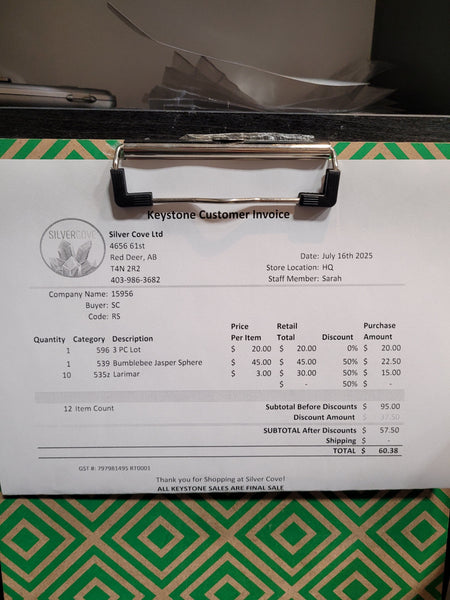 Keystone Customer Invoice
SILVERCOVE
Silver Cove Ltd
4656 61st
Red Deer, AB
T4N 2R2
403-986-3682
Date: July 16th 2025
Store Location: HQ
Staff Member: Sarah
Company Name: 15956
Buyer: SC
Code: RS
Quantity Category Description Price Per Item Retail Total Discount Purchase Amount
1 596 3 PC Lot $ 20.00 $ 20.00 0% $ 20.00
1 539 Bumblebee Jasper Sphere $ 45.00 $ 45.00 50% $ 22.50
10 535z Larimar $ 3.00 $ 30.00 50% $ 15.00
$ - 50% $ -
12 Item Count Subtotal Before Discounts $ 95.00
Discount Amount $ 37.50
SUBTOTAL After Discounts $ 57.50
Shipping $ -
TOTAL $ 60.38
GST #: 797981495 RT0001
Thank you for Shopping at Silver Cove!
ALL KEYSTONE SALES ARE FINAL SALE